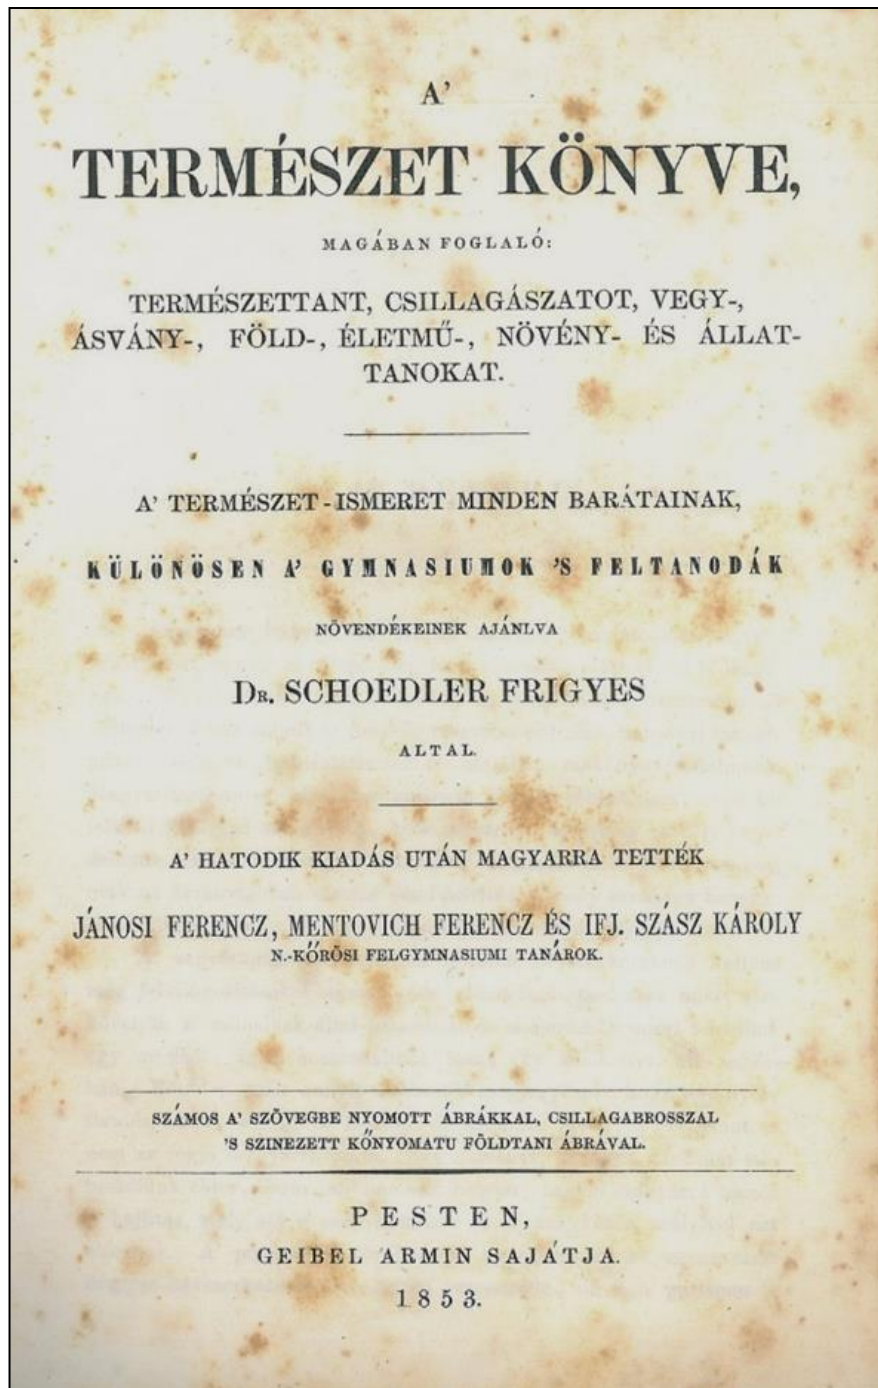 A'
TERMÉSZET KÖNYVE,
MAGÁBAN FOGLALÓ:
TERMÉSZETTANT, CSILLAGÁSZATOT, VEGY-,
ÁSVÁNY-, FÖLD-, ÉLETMŰ-, NÖVÉNY- ÉS ÁLLAT-
TANOKAT.
A' TERMÉSZET-ISMERET MINDEN BARÁTAINAK,
KÜLÖNÖSEN A' GYMNASIUMOK 'S FELTANODÁK
NÖVENDÉKEINEK AJÁNLVA
DR. SCHOEDLER FRIGYES
ALTAL.
A' HATODIK KIADÁS UTÁN MAGYARRA TETTÉK
JÁNOSI FERENCZ, MENTOVICH FERENCZ ÉS IFJ. SZÁSZ KÁROLY
N.-KŐRÖSI FELGYMNASIUMI TANÁROK.
SZÁMOS A' SZÖVEGBE NYOMOTT ÁBRÁKKAL, CSILLAGABROSSZAL
'S SZINEZETT KŐNYOMATU FÖLDTANI ÁBRÁVAL.
PESTEN,
GEIBEL ARMIN SAJÁTJA.
1853.